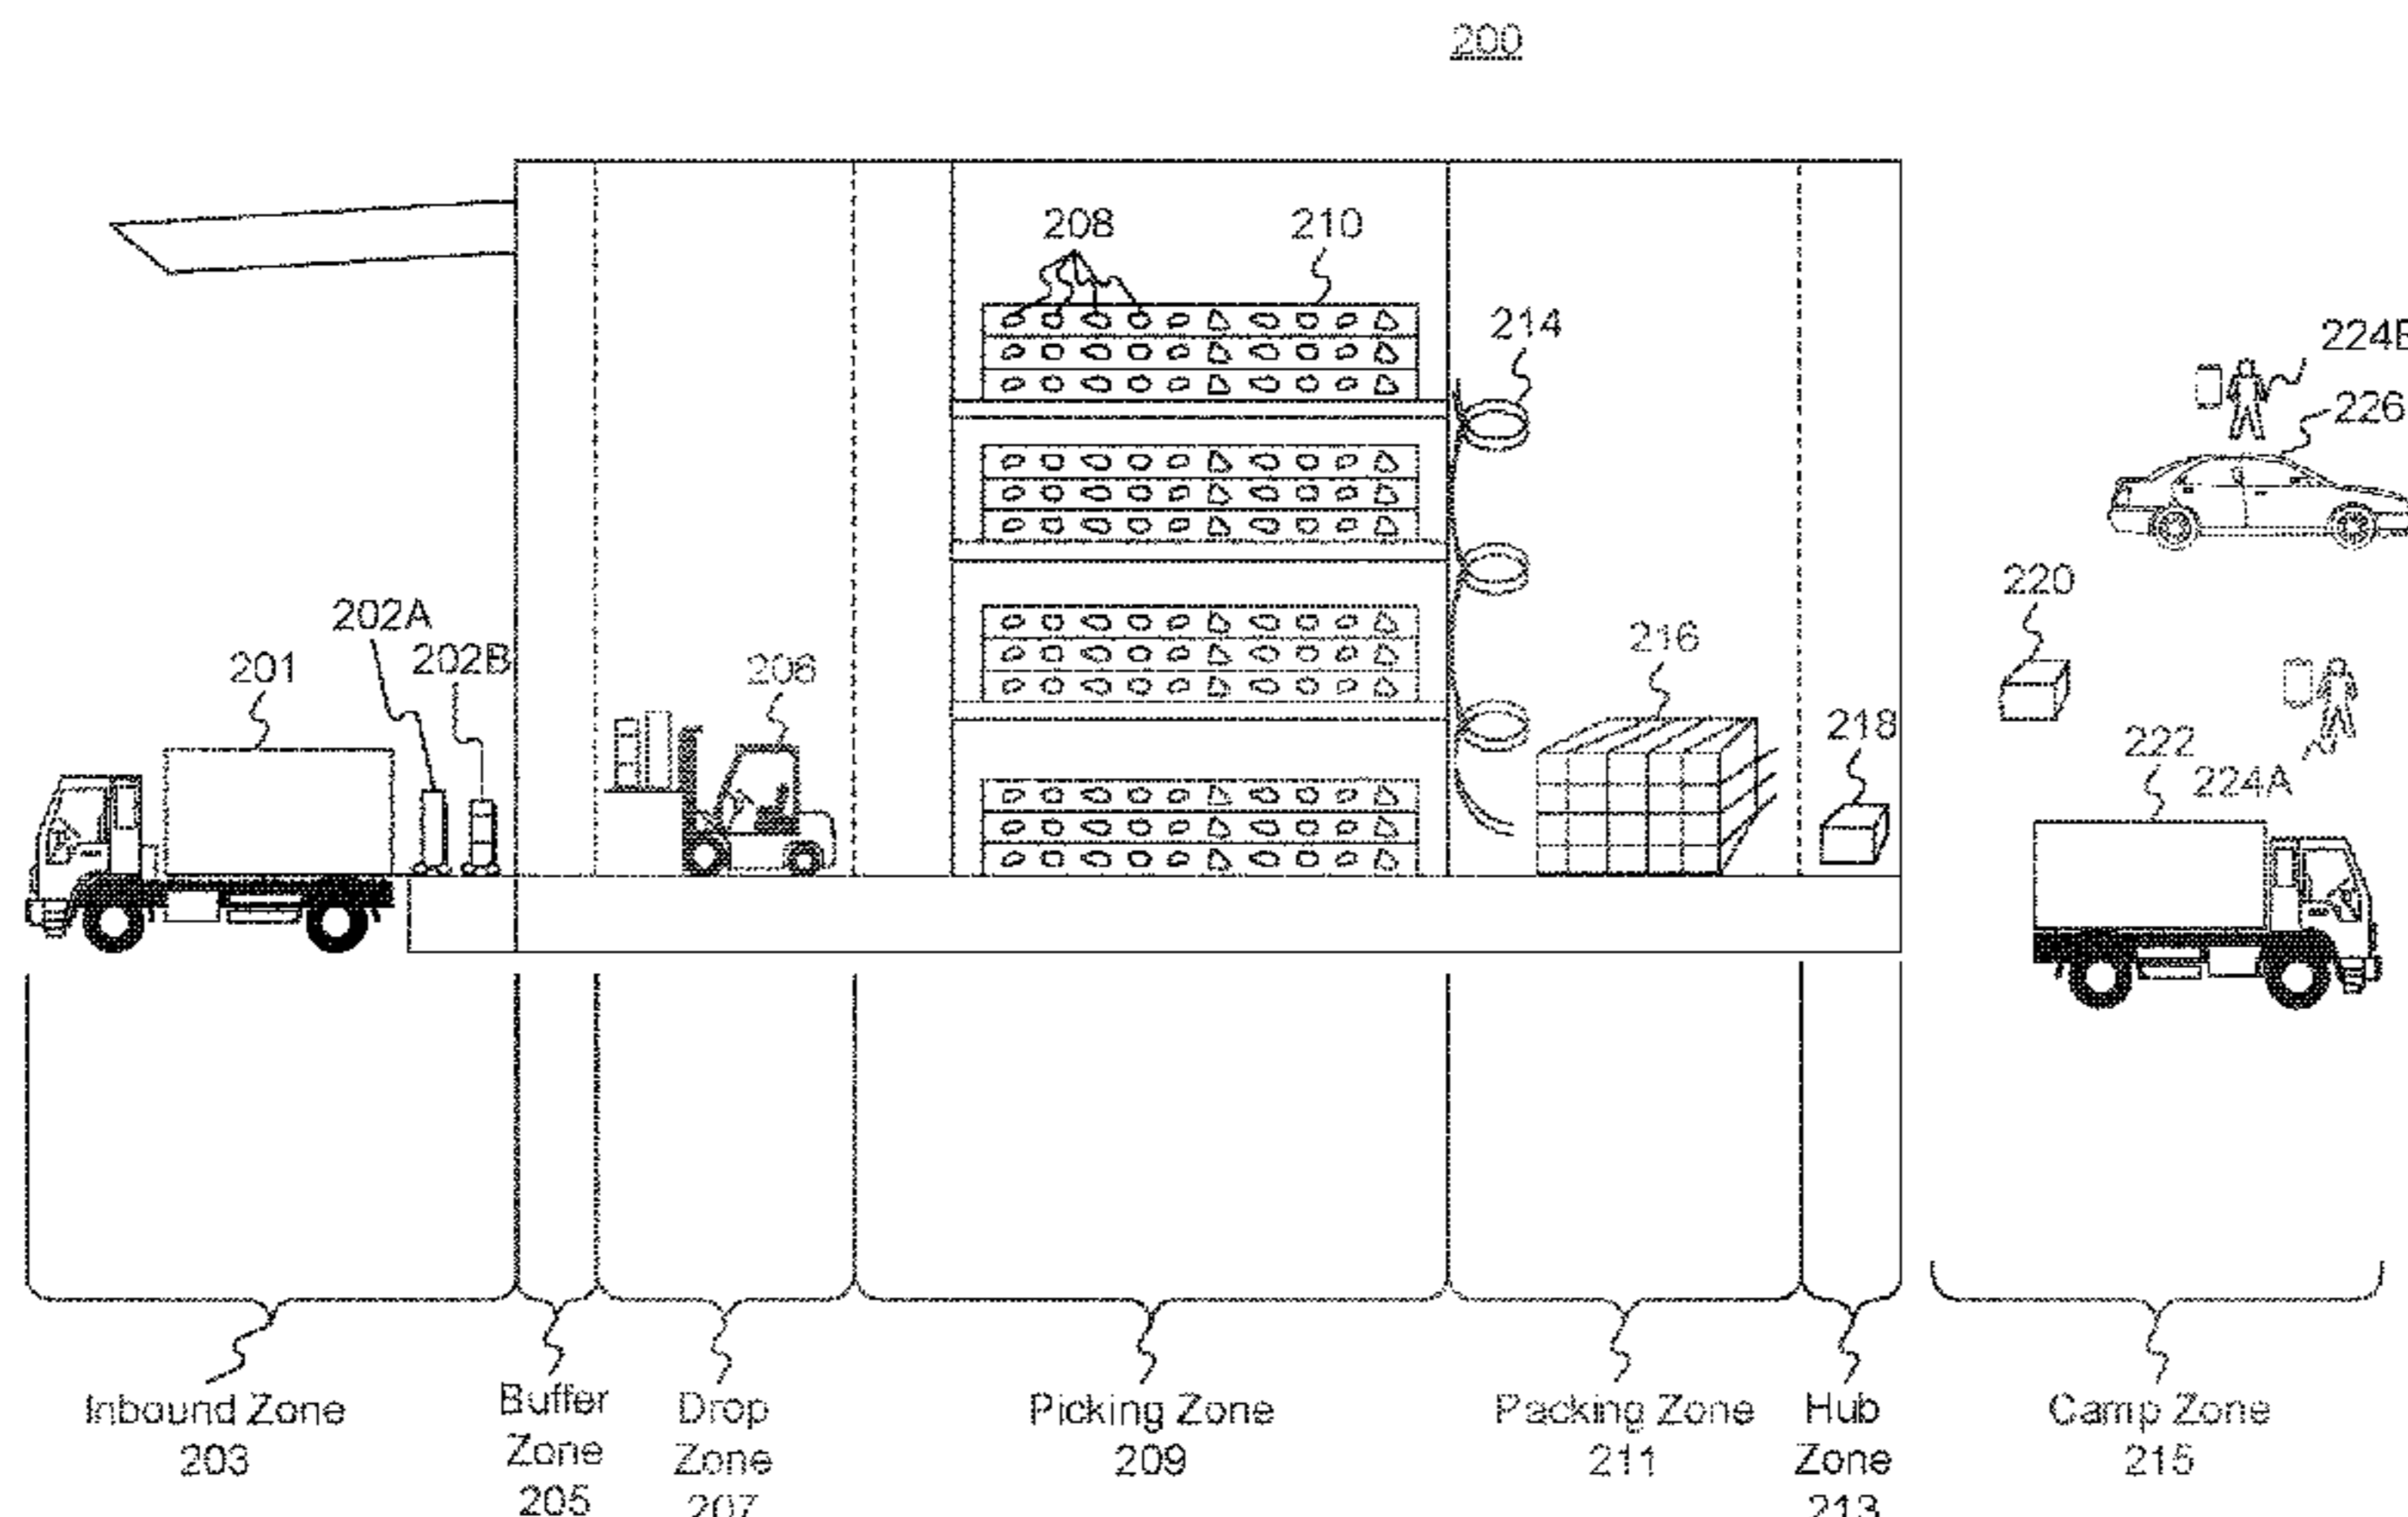 200
208
210
214
224B
226
202A
202B
201
206
216
220
218
222
224A
Inbound Zone
203
Buffer
Zone
205
Drop
Zone
207
Picking Zone
209
Packing Zone
211
Hub
Zone
213
Camp Zone
215